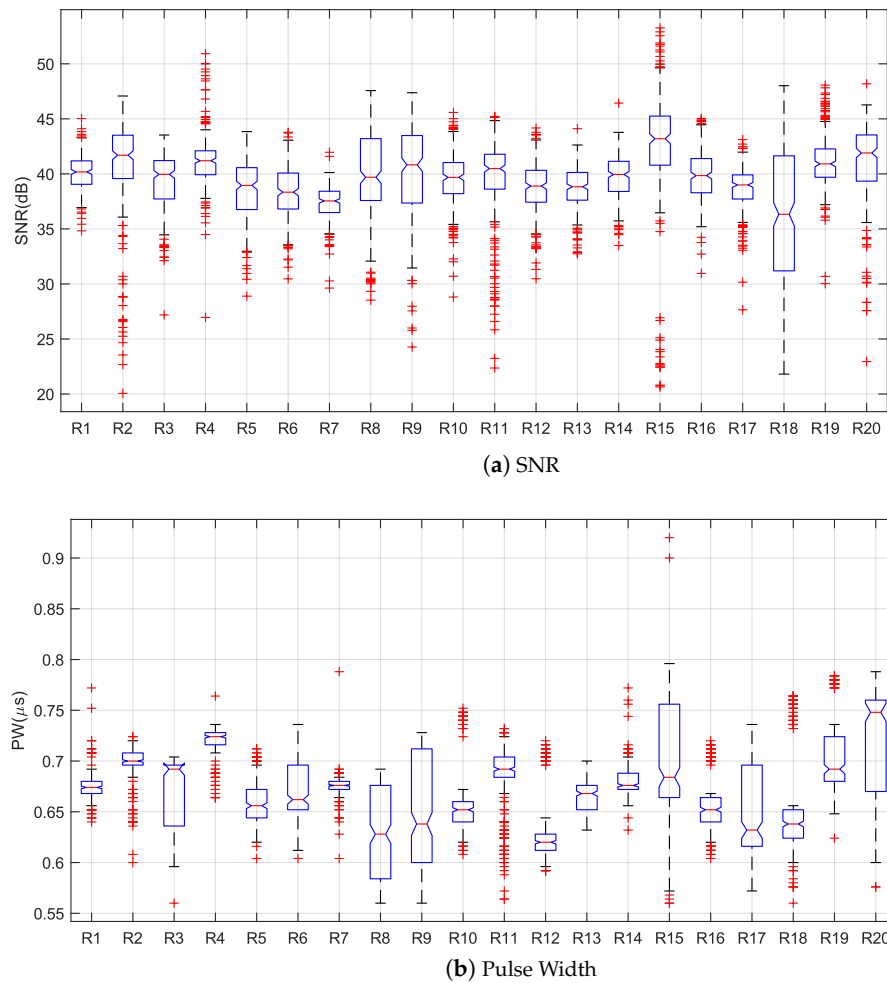 50
45
40
35
30
25
20
SNR(dB)
R1 R2 R3 R4 R5 R6 R7 R8 R9 R10 R11 R12 R13 R14 R15 R16 R17 R18 R19 R20
(a) SNR
0.9
0.85
0.8
0.75
0.7
0.65
0.6
0.55
PW(μs)
R1 R2 R3 R4 R5 R6 R7 R8 R9 R10 R11 R12 R13 R14 R15 R16 R17 R18 R19 R20
(b) Pulse Width